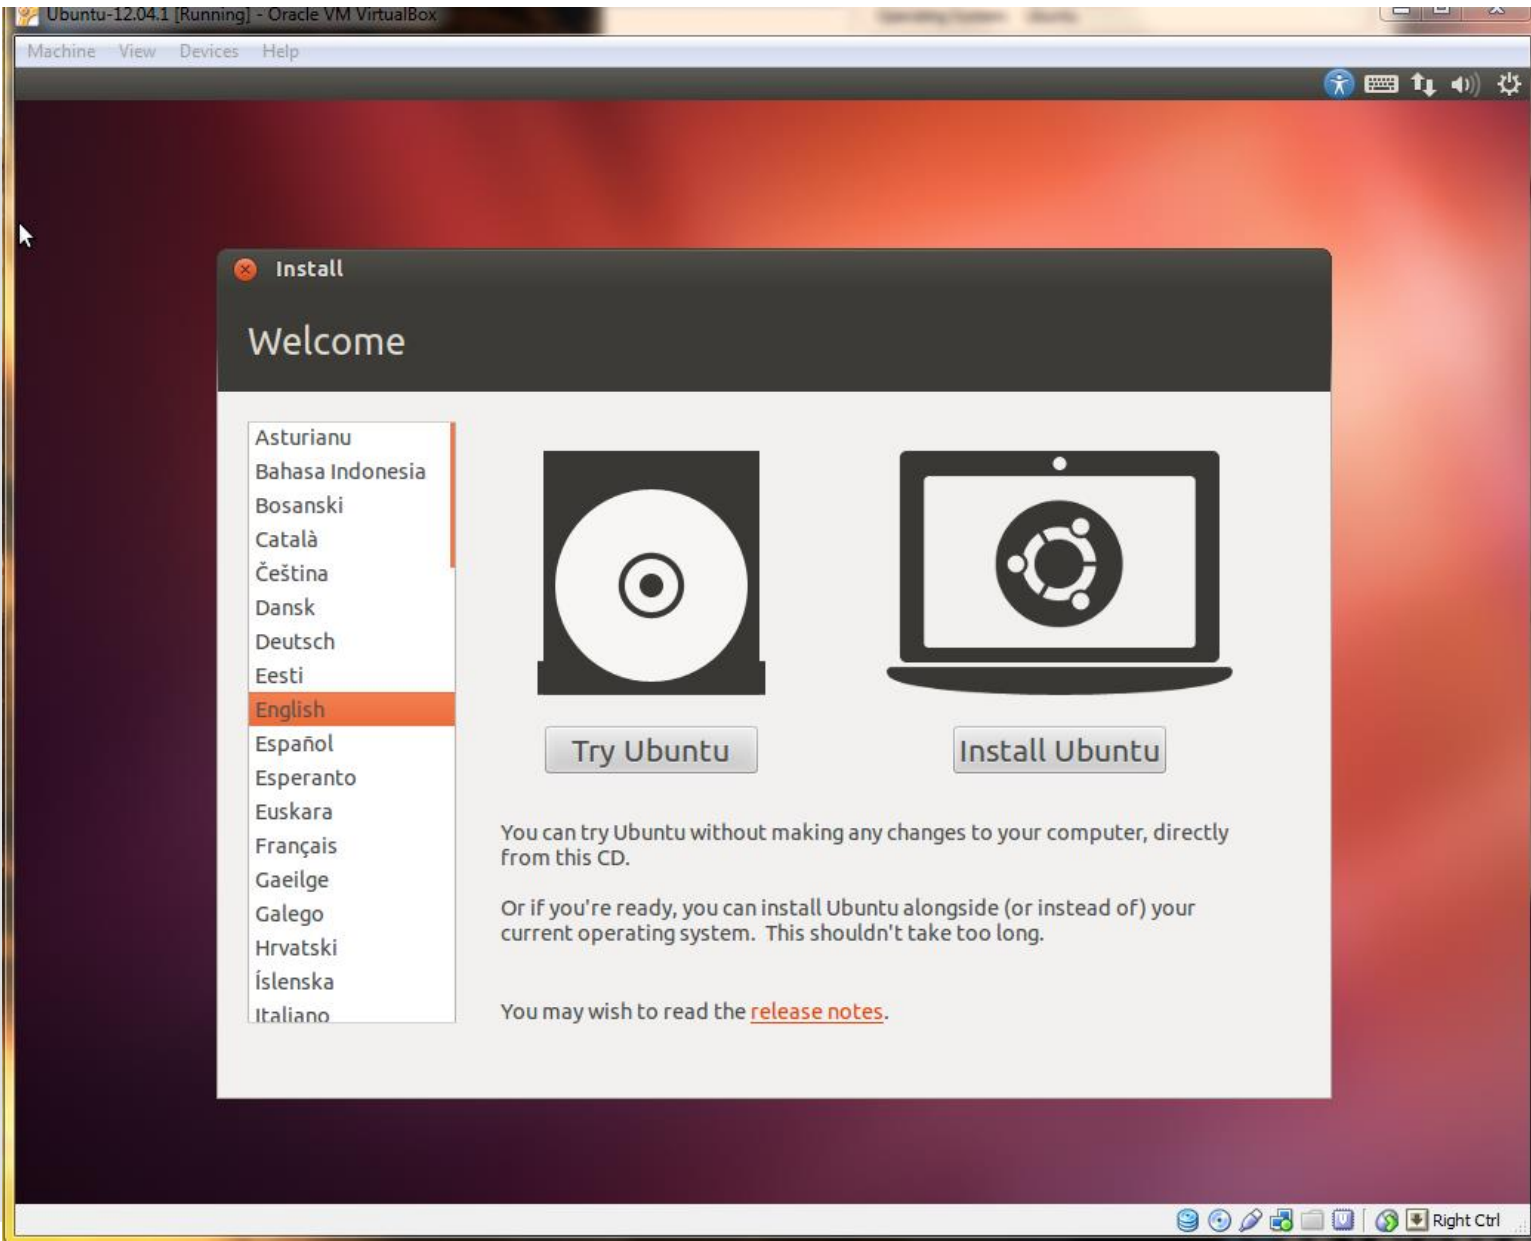 Ubuntu-12.04.1 [Running] - Oracle VM VirtualBox
Machine View Devices Help
Install
Welcome
Asturianu
Bahasa Indonesia
Bosanski
Català
Čeština
Dansk
Deutsch
Eesti
English
Español
Esperanto
Euskara
Français
Gaeilge
Galego
Hrvatski
Íslenska
Italiano
Try Ubuntu
Install Ubuntu
You can try Ubuntu without making any changes to your computer, directly
from this CD.
Or if you're ready, you can install Ubuntu alongside (or instead of) your
current operating system. This shouldn't take too long.
You may wish to read the release notes.
Right Ctrl